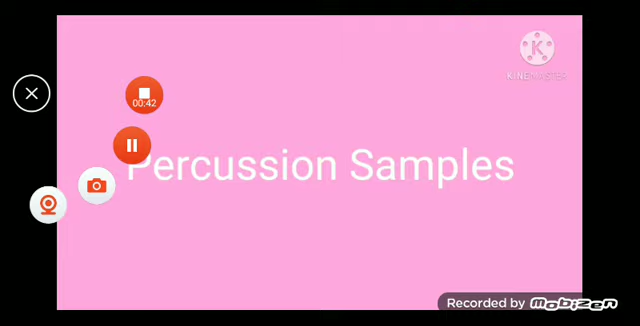 K
KINEMASTER
00:42
Percussion Samples
Recorded by Mobizen